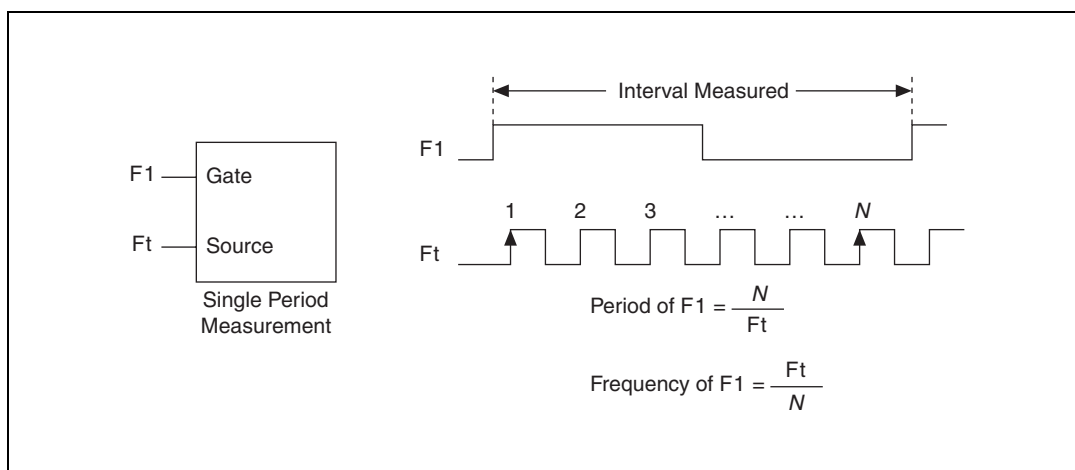 Interval Measured
F1
F1
Gate
1 2 3 … … N
Ft
Source
Ft
Single Period
Measurement
Period of F1 = N
Ft
Frequency of F1 = Ft
N